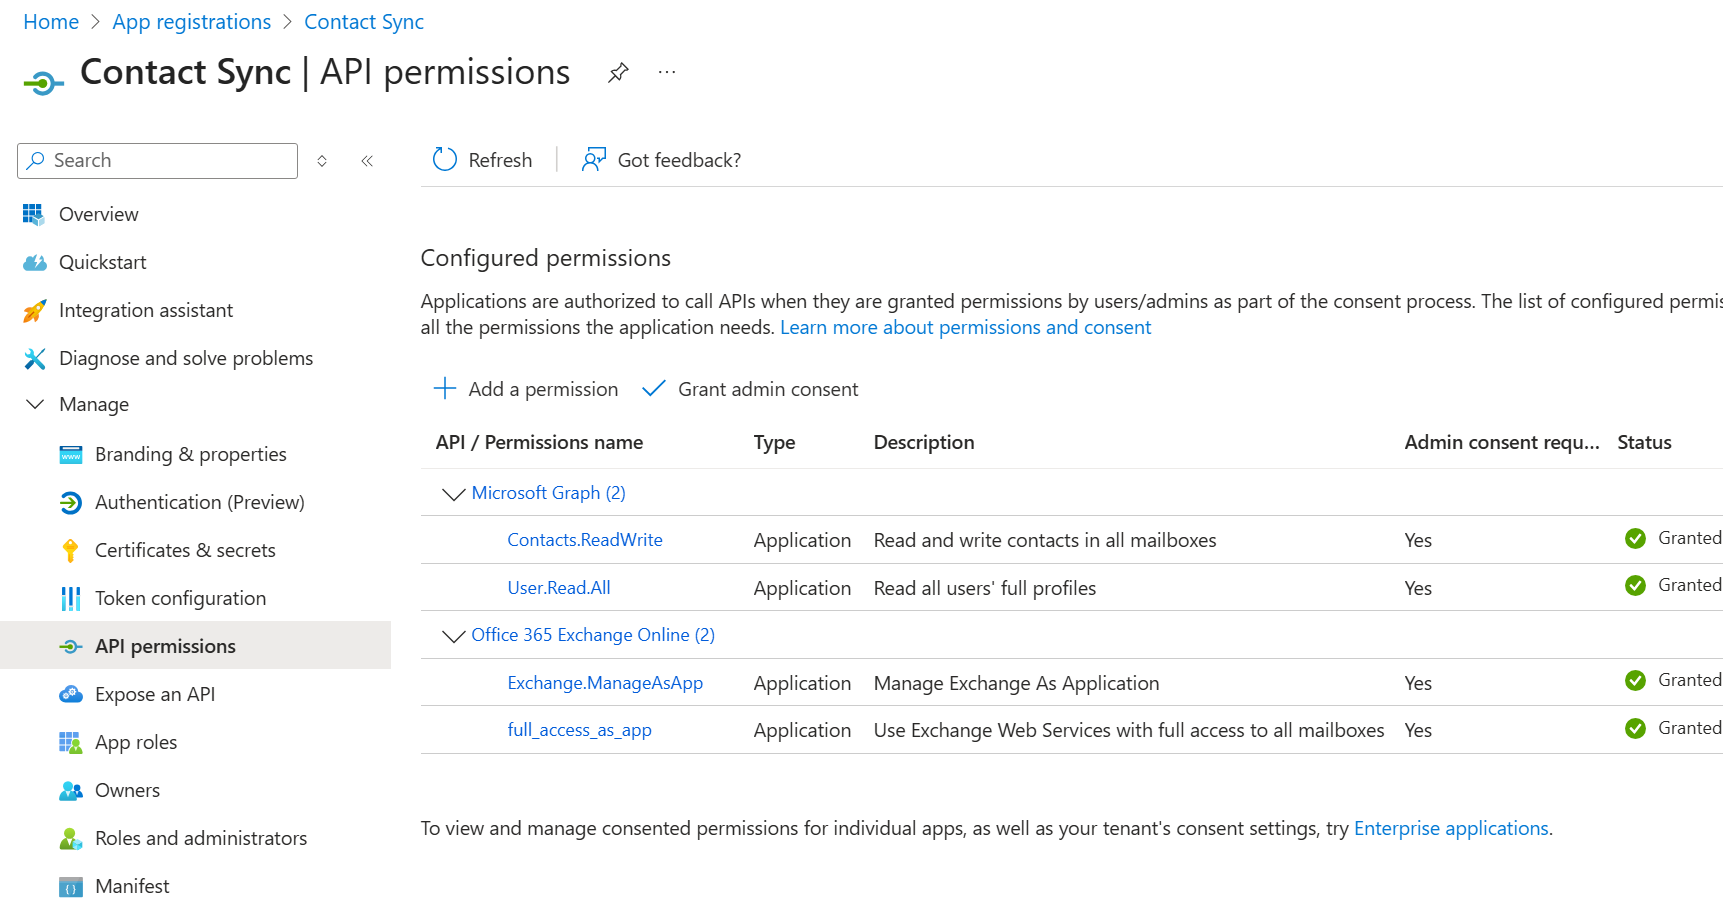 Home > App registrations > Contact Sync
Contact Sync | API permissions ...
Search
Refresh | Got feedback?
Overview
Quickstart
Integration assistant
Diagnose and solve problems
Manage
Branding & properties
Authentication (Preview)
Certificates & secrets
Token configuration
API permissions
Expose an API
App roles
Owners
Roles and administrators
Manifest
Configured permissions
Applications are authorized to call APIs when they are granted permissions by users/admins as part of the consent process. The list of configured
all the permissions the application needs. Learn more about permissions and consent
Add a permission Grant admin consent
API / Permissions name Type Description Admin consent requ... Status
Microsoft Graph (2)
Contacts.ReadWrite Application Read and write contacts in all mailboxes Yes Granted
User.Read.All Application Read all users' full profiles Yes Granted
Office 365 Exchange Online (2)
Exchange.ManageAsApp Application Manage Exchange As Application Yes Granted
full_access_as_app Application Use Exchange Web Services with full access to all mailboxes Yes Granted
To view and manage consented permissions for individual apps, as well as your tenant's consent settings, try Enterprise applications.